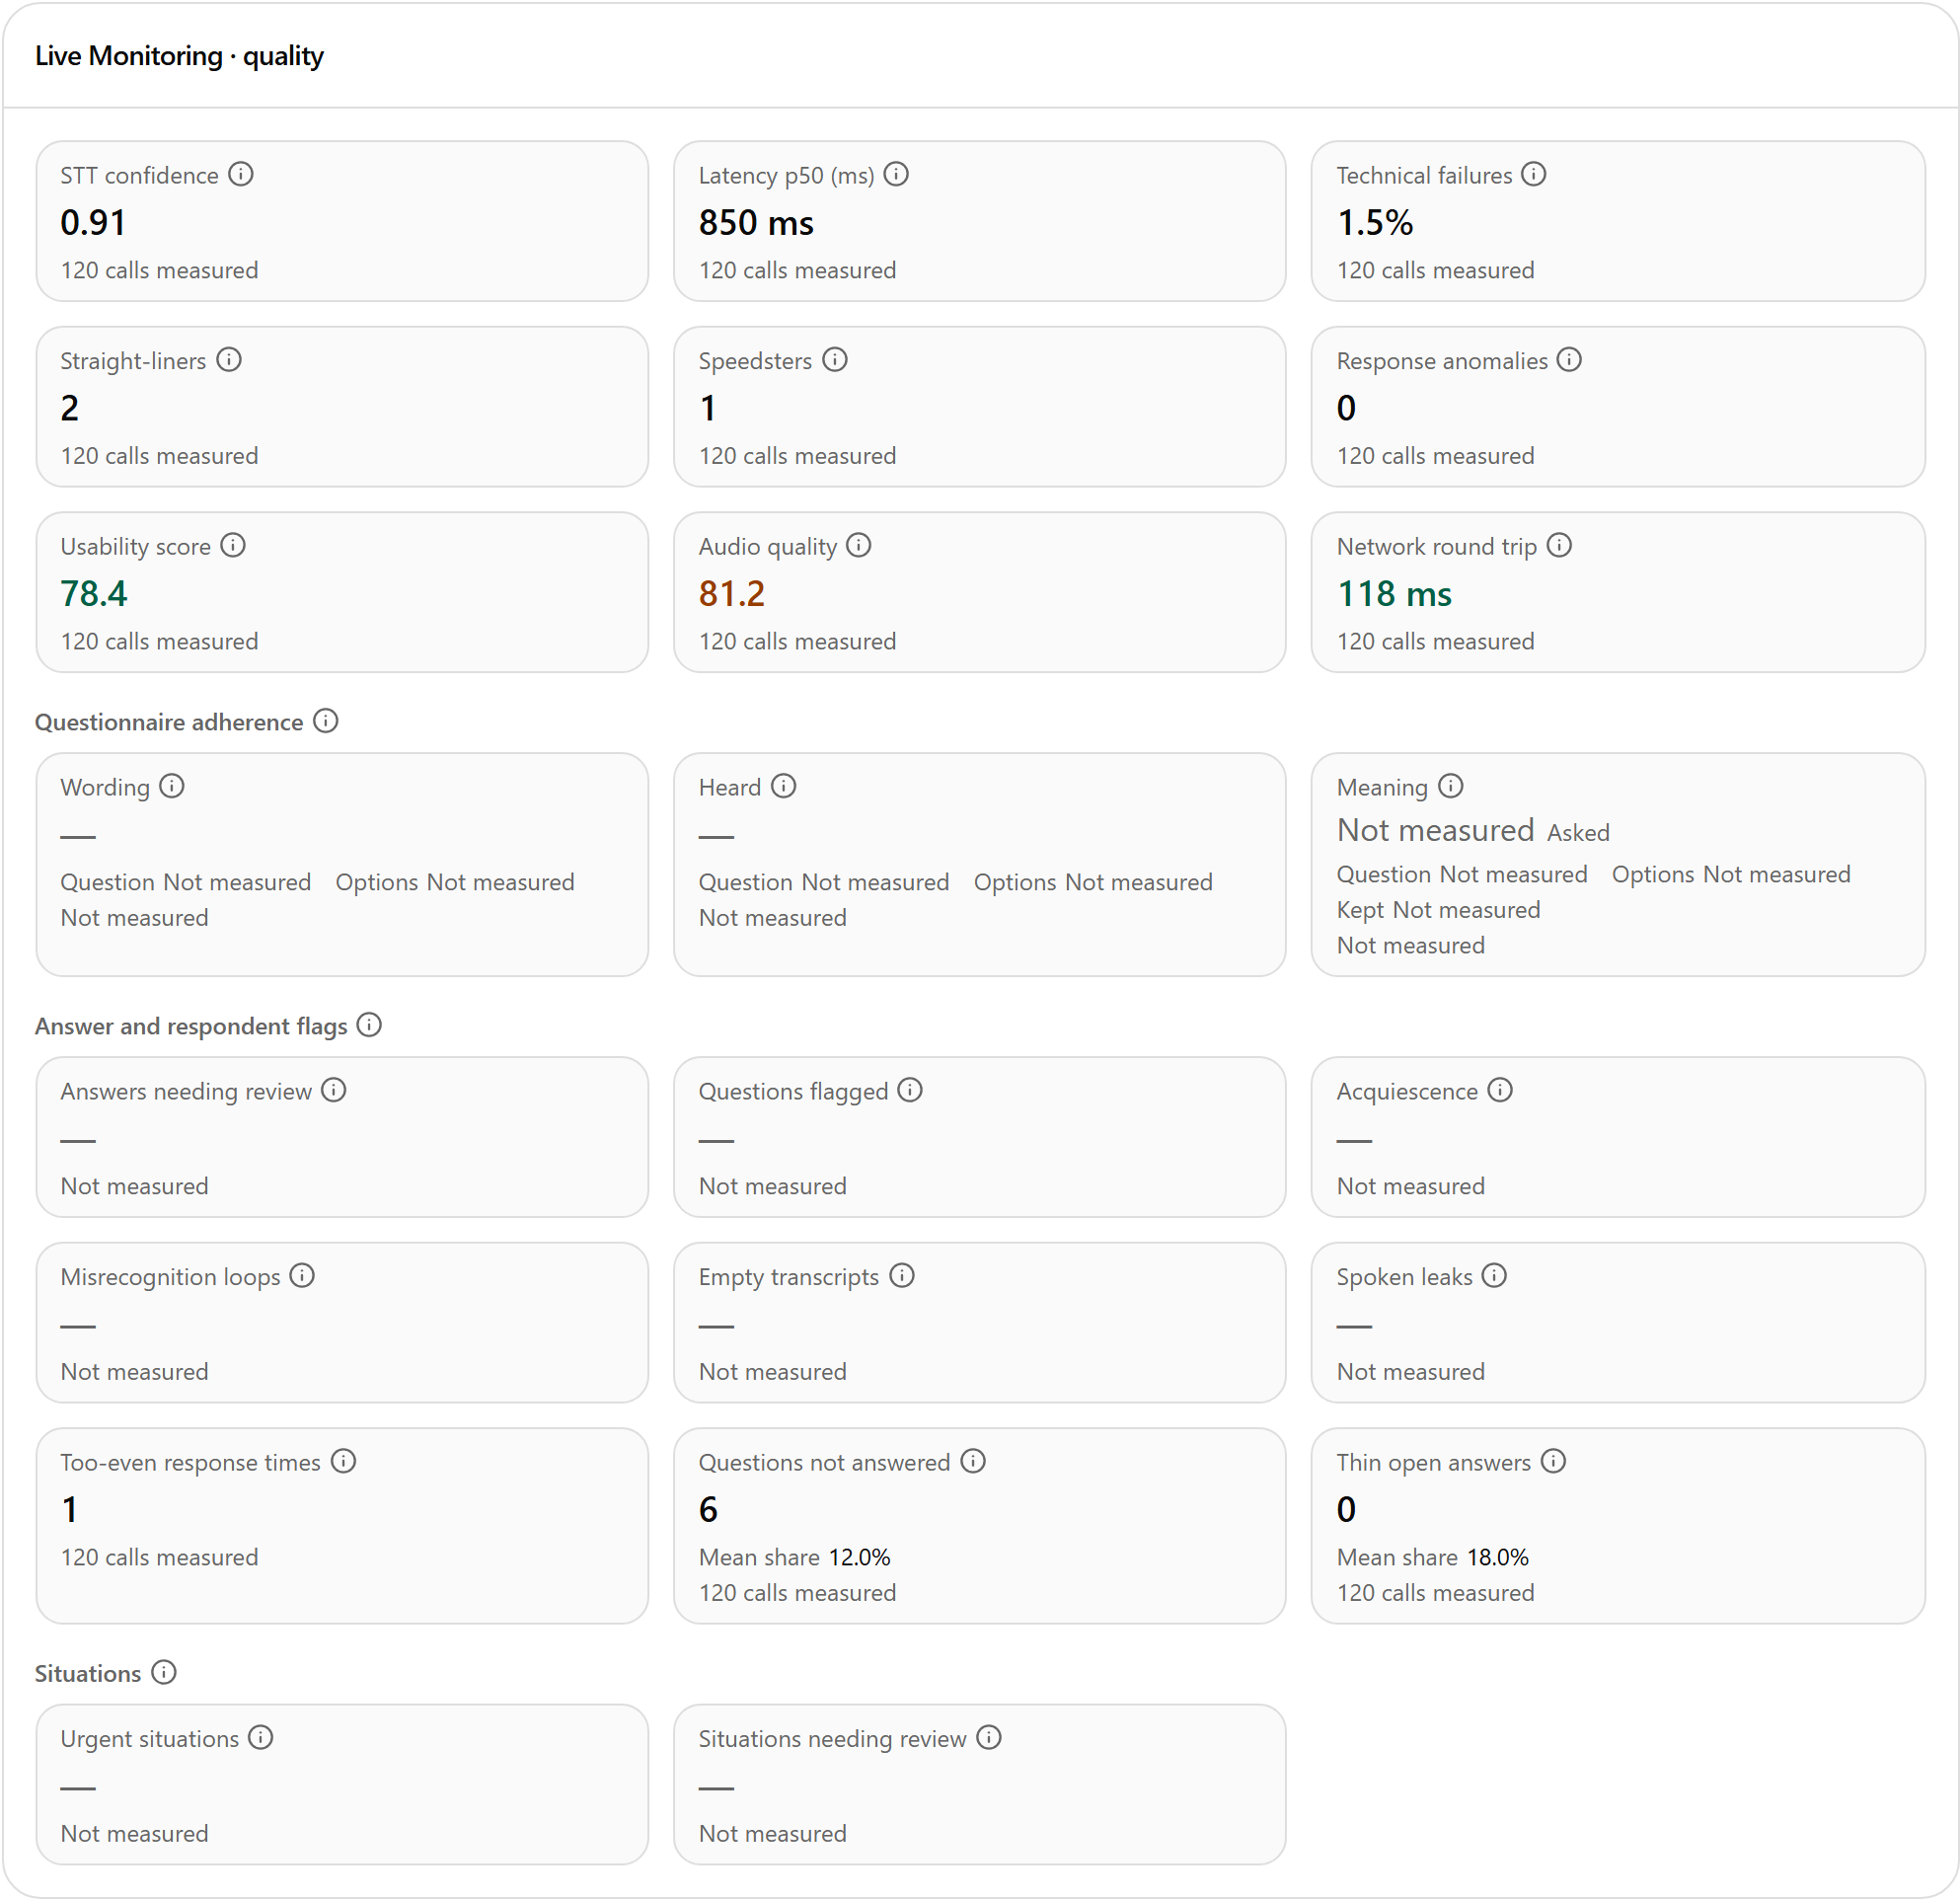 Live Monitoring · quality
STT confidence
0.91
120 calls measured
Latency p50 (ms)
850 ms
120 calls measured
Technical failures
1.5%
120 calls measured
Straight-liners
2
120 calls measured
Speedsters
1
120 calls measured
Response anomalies
0
120 calls measured
Usability score
78.4
120 calls measured
Audio quality
81.2
120 calls measured
Network round trip
118 ms
120 calls measured
Questionnaire adherence
Wording
—
Question Not measured Options Not measured
Not measured
Heard
—
Question Not measured Options Not measured
Not measured
Meaning
Not measured Asked
Question Not measured Options Not measured
Kept Not measured
Not measured
Answer and respondent flags
Answers needing review
—
Not measured
Questions flagged
—
Not measured
Acquiescence
—
Not measured
Misrecognition loops
—
Not measured
Empty transcripts
—
Not measured
Spoken leaks
—
Not measured
Too-even response times
1
120 calls measured
Questions not answered
6
Mean share 12.0%
120 calls measured
Thin open answers
0
Mean share 18.0%
120 calls measured
Situations
Urgent situations
—
Not measured
Situations needing review
—
Not measured